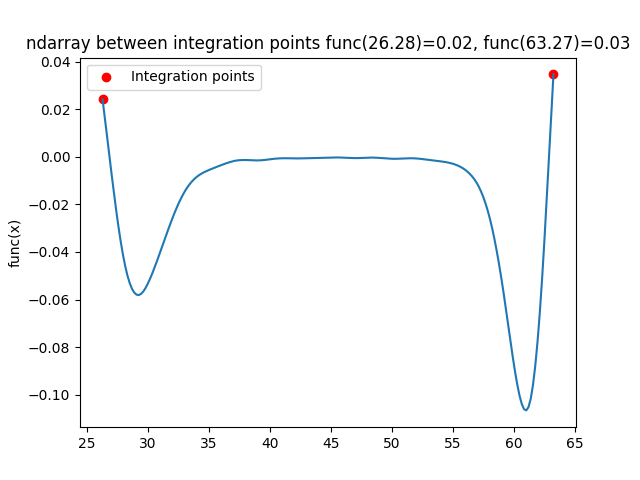 ndarray between integration points func(26.28)=0.02, func(63.27)=0.03
Integration points
func(x)
0.04
0.02
0.00
−0.02
−0.04
−0.06
−0.08
−0.10
25 30 35 40 45 50 55 60 65